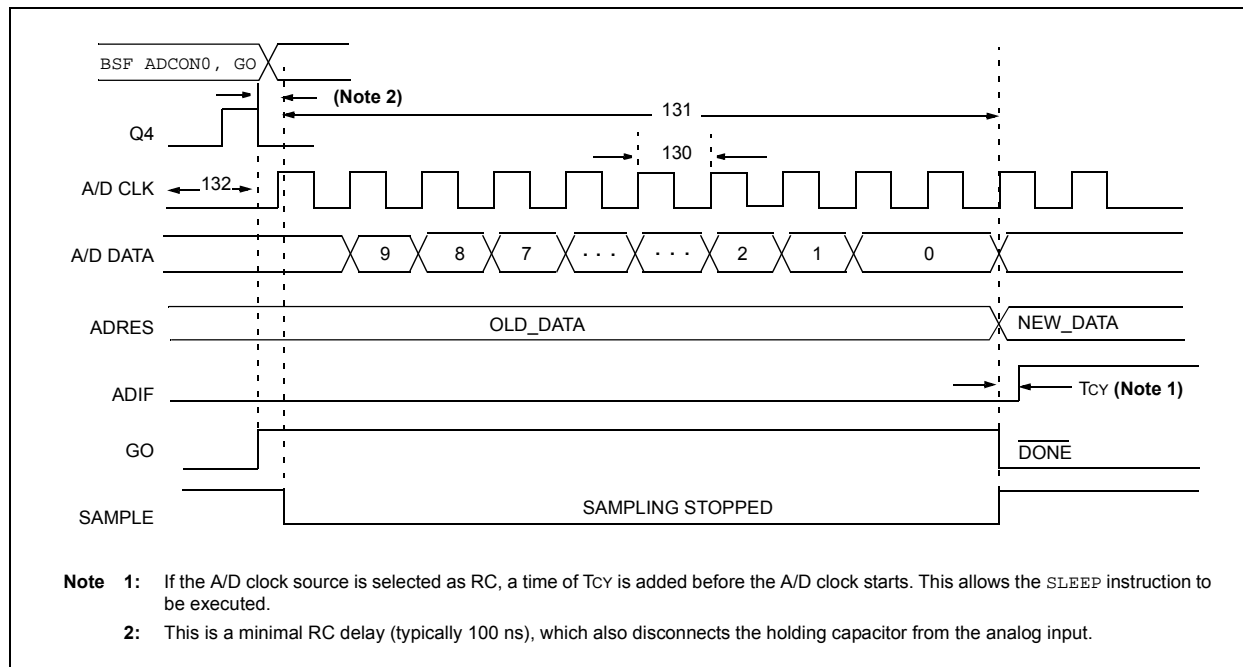 BSF ADCON0, GO
(Note 2)
131
Q4
130
A/D CLK
132
A/D DATA
9 8 7 . . . . . . 2 1 0
ADRES
OLD_DATA
NEW_DATA
ADIF
TCY (Note 1)
GO
DONE
SAMPLE
SAMPLING STOPPED
Note 1: If the A/D clock source is selected as RC, a time of TCY is added before the A/D clock starts. This allows the SLEEP instruction to
be executed.
2: This is a minimal RC delay (typically 100 ns), which also disconnects the holding capacitor from the analog input.